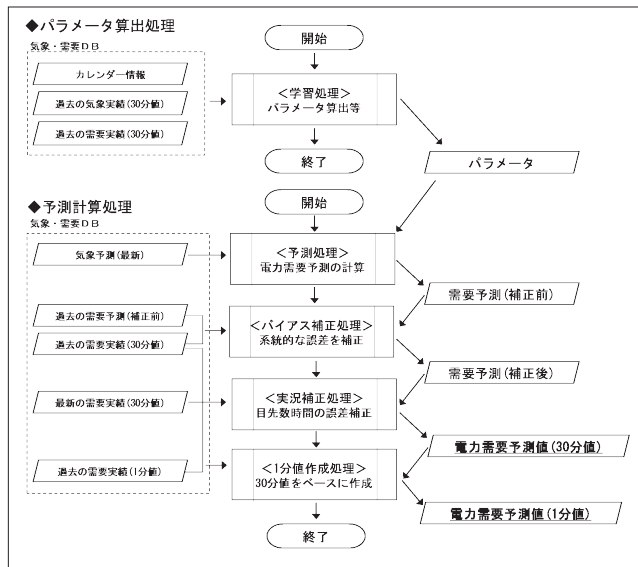 ◆パラメータ算出処理
気象・需要DB
カレンダー情報
過去の気象実績(30分値)
過去の需要実績(30分値)
開始
<学習処理>
パラメータ算出等
終了
パラメータ
◆予測計算処理
気象・需要DB
開始
気象予測(最新)
<予測処理>
電力需要予測の計算
需要予測(補正前)
過去の需要予測(補正前)
過去の需要実績(30分値)
<バイアス補正処理>
系統的な誤差を補正
需要予測(補正後)
最新の需要実績(30分値)
<実況補正処理>
目先数時間の誤差補正
電力需要予測値(30分値)
過去の需要実績(1分値)
<1分値作成処理>
30分値をベースに作成
電力需要予測値(1分値)
終了